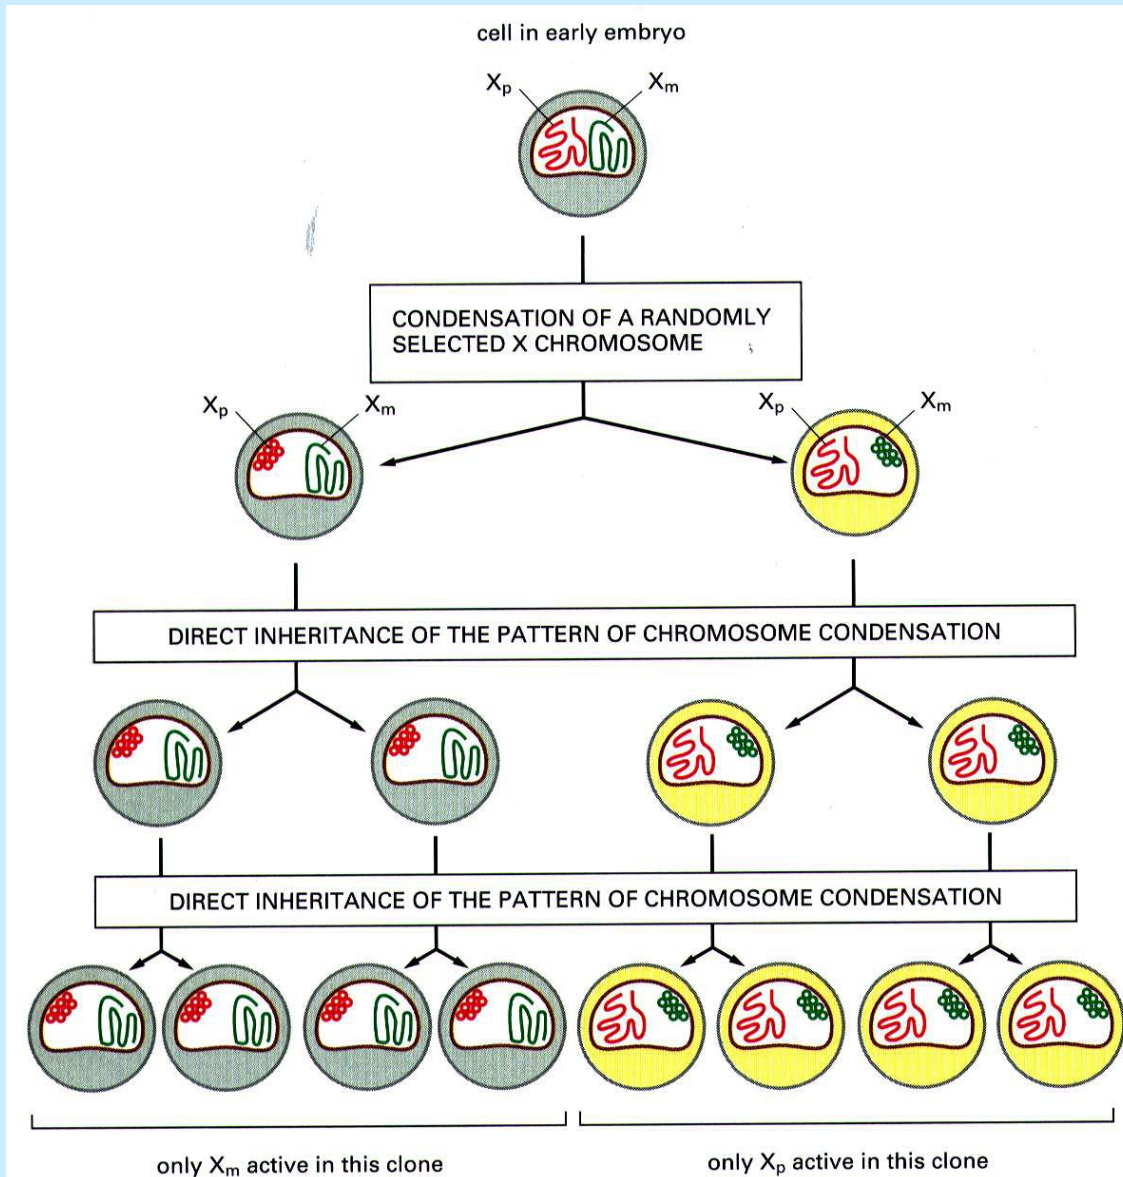 cell in early embryo
Xp Xm
CONDENSATION OF A RANDOMLY
SELECTED X CHROMOSOME
Xp Xm Xp Xm
DIRECT INHERITANCE OF THE PATTERN OF CHROMOSOME CONDENSATION
DIRECT INHERITANCE OF THE PATTERN OF CHROMOSOME CONDENSATION
only Xm active in this clone
only Xp active in this clone